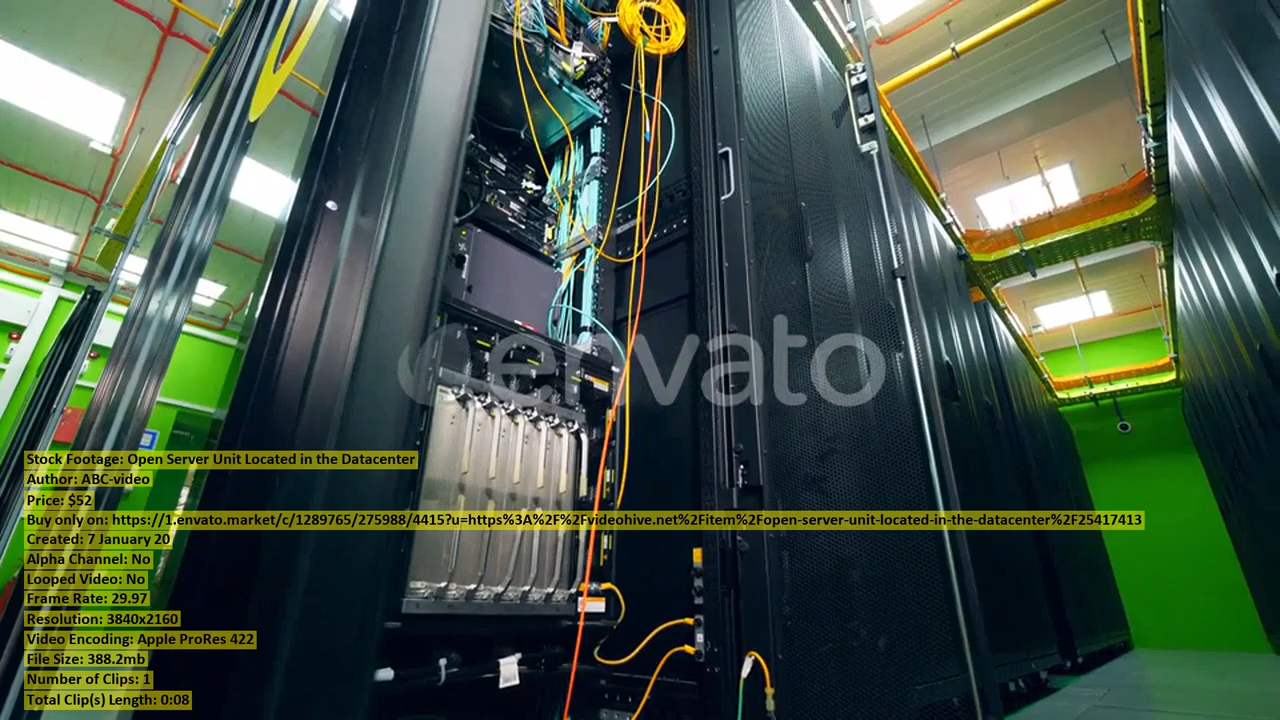 envato
Stock Footage: Open Server Unit Located in the Datacenter
Author: ABC-video
Price: $52
Buy only on: https://1.envato.market/c/1289765/275988/4415?u=https%3A%2F%2Fvideohive.net%2Fitem%2Fopen-server-unit-located-in-the-datacenter%2F25417413
Created: 7 January 20
Alpha Channel: No
Looped Video: No
Frame Rate: 29.97
Resolution: 3840x2160
Video Encoding: Apple ProRes 422
File Size: 388.2mb
Number of Clips: 1
Total Clip(s) Length: 0:08